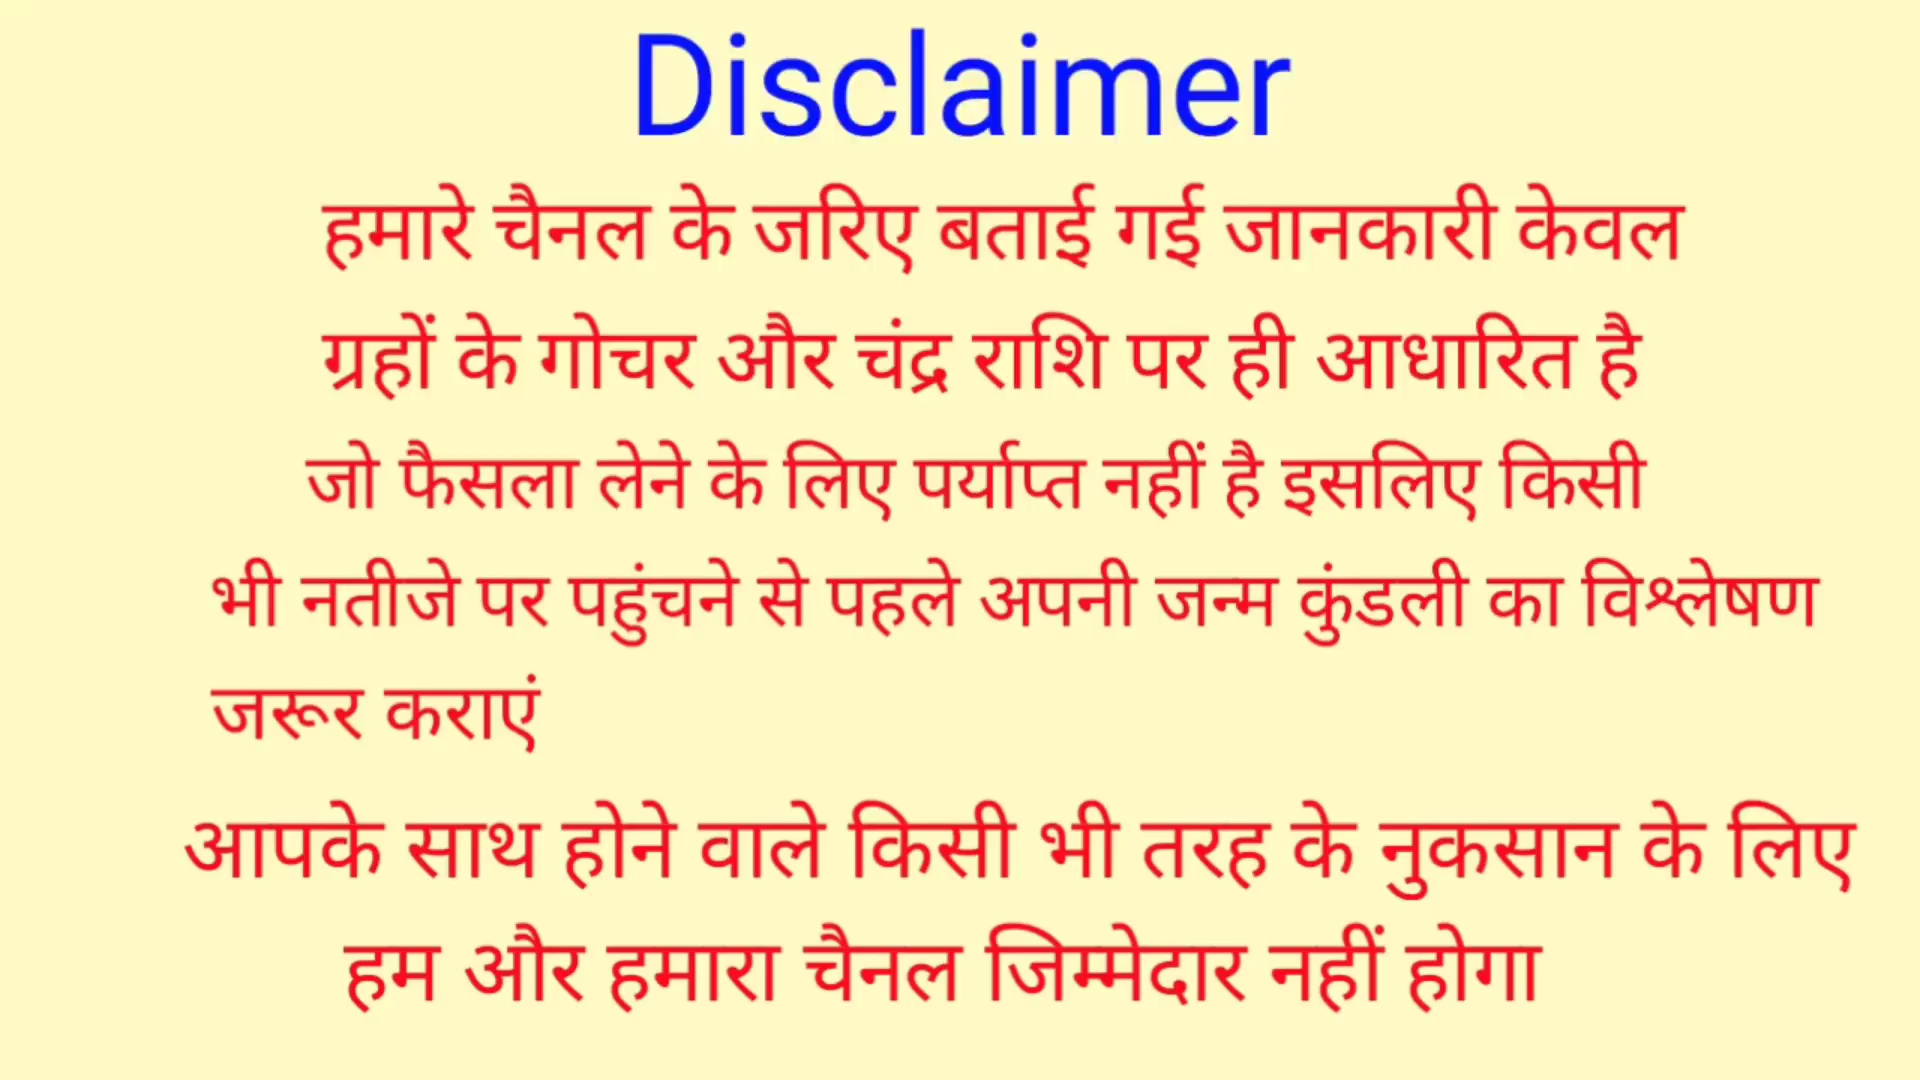 Disclaimer
हमारे चैनल के जरिए बताई गई जानकारी केवल
ग्रहों के गोचर और चंद्र राशि पर ही आधारित है
जो फैसला लेने के लिए पर्याप्त नहीं है इसलिए किसी
भी नतीजे पर पहुंचने से पहले अपनी जन्म कुंडली का विश्लेषण
जरूर कराएं
आपके साथ होने वाले किसी भी तरह के नुकसान के लिए
हम और हमारा चैनल जिम्मेदार नहीं होगा